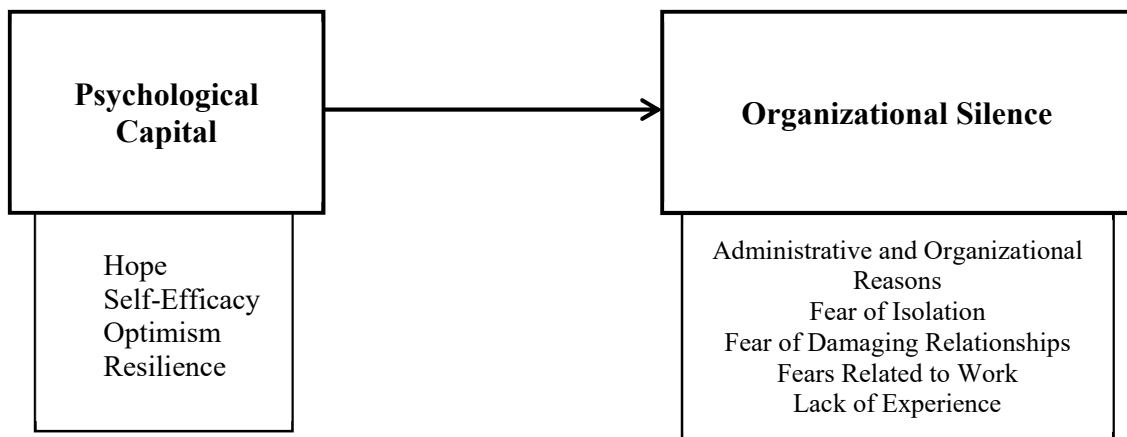 Psychological
Capital
Organizational Silence
Hope
Self-Efficacy
Optimism
Resilience
Administrative and Organizational
Reasons
Fear of Isolation
Fear of Damaging Relationships
Fears Related to Work
Lack of Experience